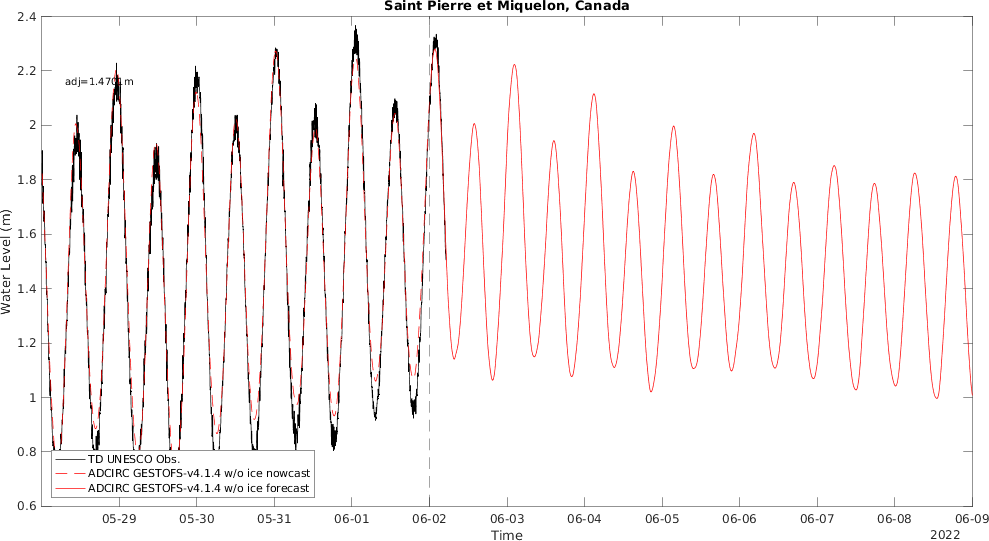 Saint Pierre et Miquelon, Canada
2.4
2.2
2
1.8
1.6
1.4
1.2
1
0.8
0.6
Water Level (m)
adj=1.4701m
TD UNESCO Obs.
ADCIRC GESTOFS-v4.1.4 w/o ice nowcast
ADCIRC GESTOFS-v4.1.4 w/o ice forecast
05-29 05-30 05-31 06-01 06-02 06-03 06-04 06-05 06-06 06-07 06-08 06-09
Time
2022